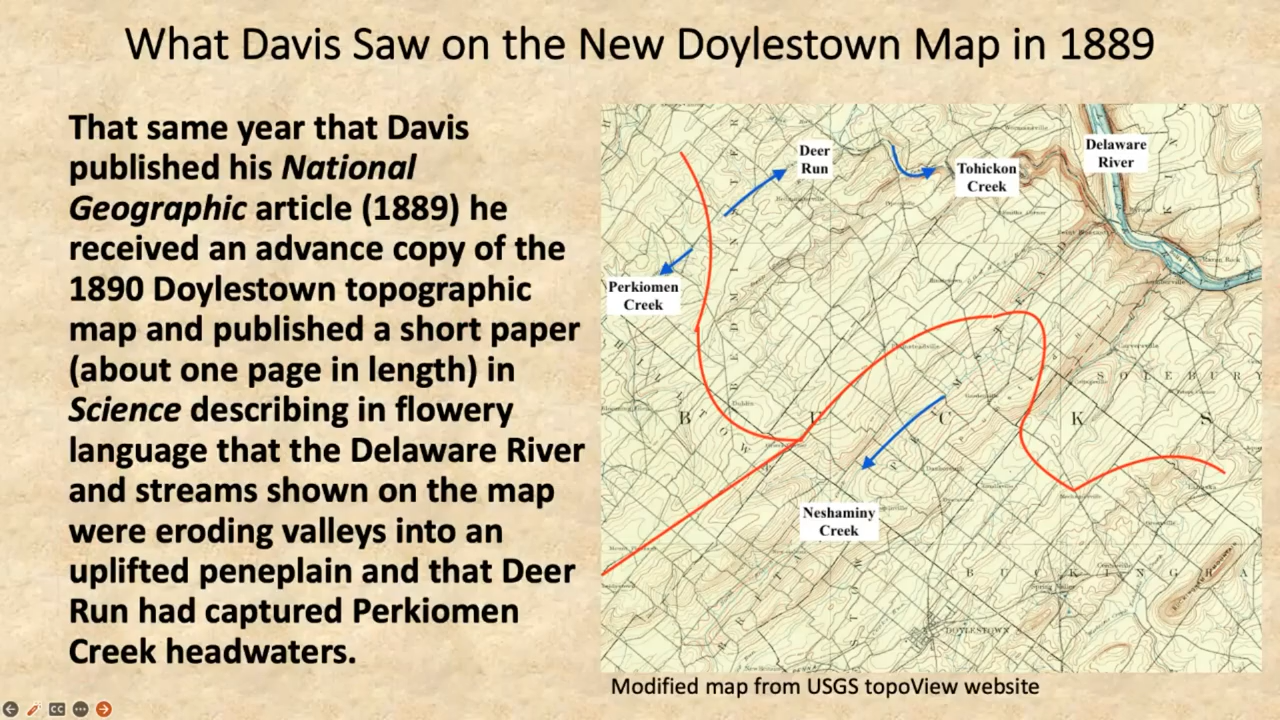 What Davis Saw on the New Doylestown Map in 1889
That same year that Davis
published his National
Geographic article (1889) he
received an advance copy of the
1890 Doylestown topographic
map and published a short paper
(about one page in length) in
Science describing in flowery
language that the Delaware River
and streams shown on the map
were eroding valleys into an
uplifted peneplain and that Deer
Run had captured Perkiomen
Creek headwaters.
Deer
Run
Tohickon
Creek
Delaware
River
Perkiomen
Creek
Neshaminy
Creek
B U C K S
SOLEBURY
DOYLESTOWN
Modified map from USGS topoView website
CC